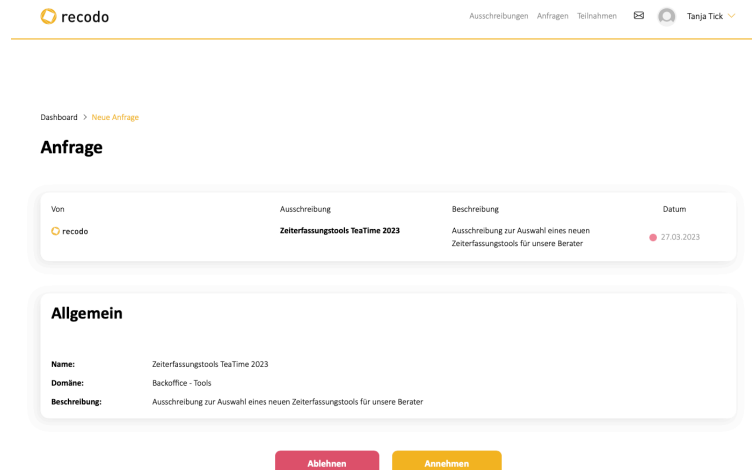 recodo
Ausschreibungen Anfragen Teilnahmen Tanja Tick
Dashboard > Neue Anfrage
Anfrage
Von Ausschreibung Beschreibung Datum
recodo Zeiterfassungstools TeaTime 2023 Ausschreibung zur Auswahl eines neuen 27.03.2023
Zeiterfassungstools für unsere Berater
Allgemein
Name: Zeiterfassungstools TeaTime 2023
Domäne: Backoffice - Tools
Beschreibung: Ausschreibung zur Auswahl eines neuen Zeiterfassungstools für unsere Berater
Ablehnen Annehmen